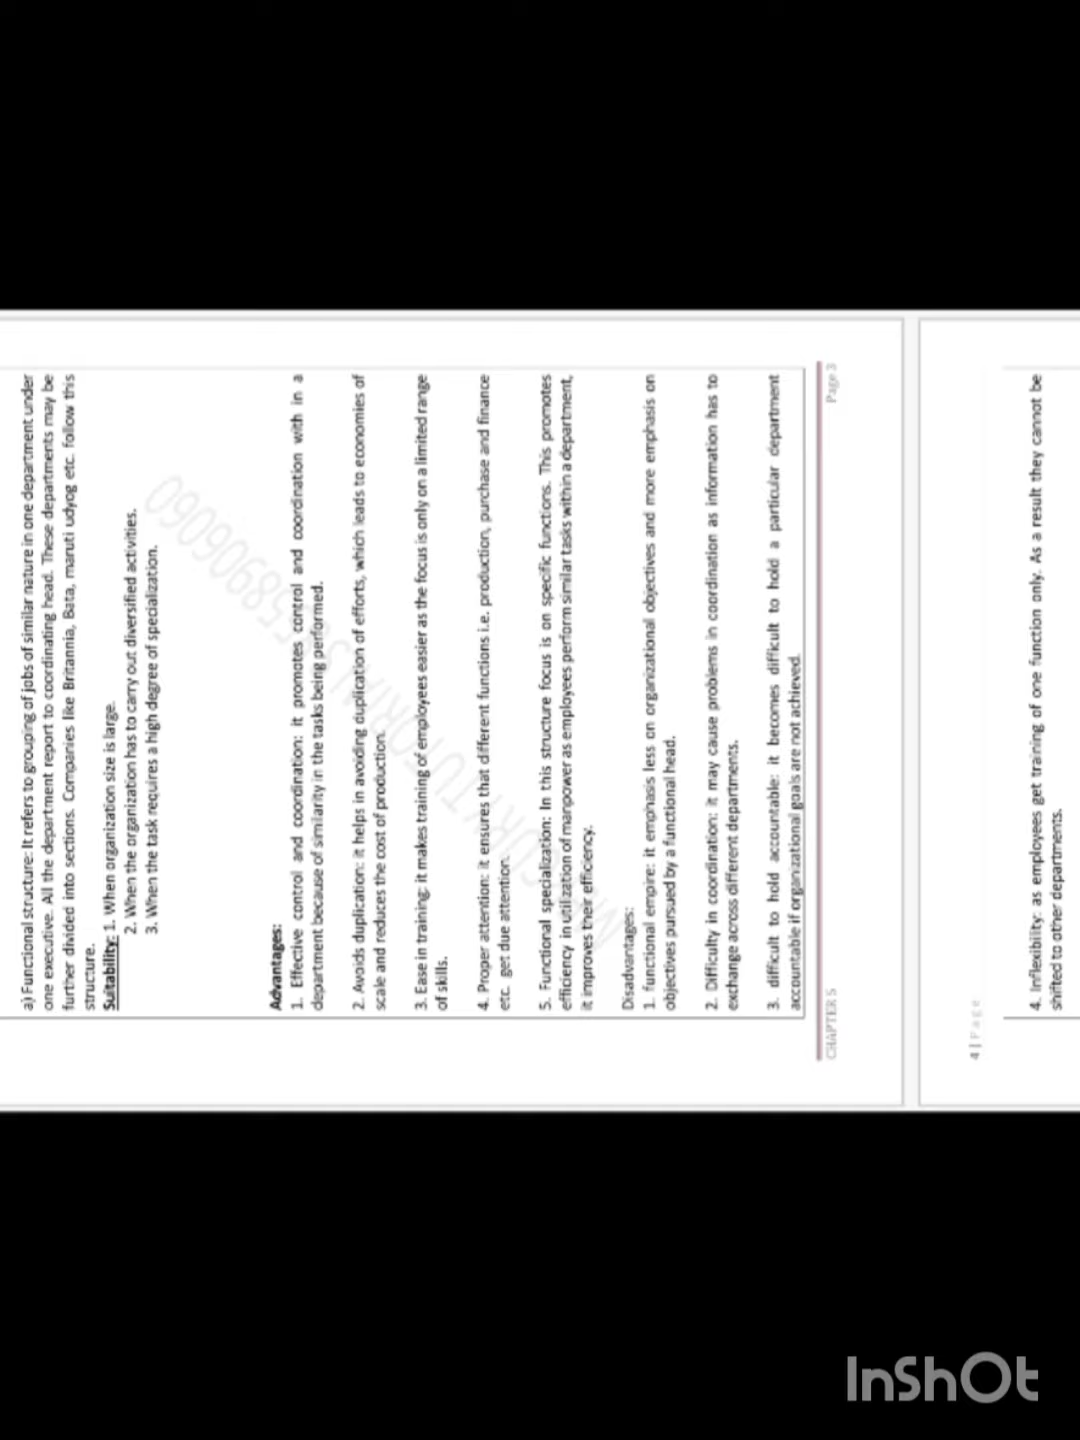 a) Functional structure: It refers to grouping of jobs of similar nature in one department under
one executive. All the department report to coordinating head. These departments may be
further divided into sections. Companies like Britannia, Bata, maruti udyog etc. follow this
structure.
Suitability: 1. When organization size is large.
2. When the organization has to carry out diversified activities.
3. When the task requires a high degree of specialization.
Advantages:
1. Effective control and coordination: it promotes control and coordination with in a
department because of similarity in the tasks being performed.
2. Avoids duplication: it helps in avoiding duplication of efforts, which leads to economies of
scale and reduces the cost of production.
3. Ease in training: it makes training of employees easier as the focus is only on a limited range
of skills.
4. Proper attention: it ensures that different functions i.e. production, purchase and finance
etc. get due attention.
5. Functional specialization: In this structure focus is on specific functions. This promotes
efficiency in utilization of manpower as employees perform similar tasks within a department,
it improves their efficiency.
Disadvantages:
1. functional empire: it emphasis less on organizational objectives and more emphasis on
objectives pursued by a functional head.
2. Difficulty in coordination: it may cause problems in coordination as information has to
exchange across different departments.
3. difficult to hold accountable: it becomes difficult to hold a particular department
accountable if organizational goals are not achieved.
CHAPTER 5 Page 3
4 | Page
4. Inflexibility: as employees get training of one function only. As a result they cannot be
shifted to other departments.
InShOt